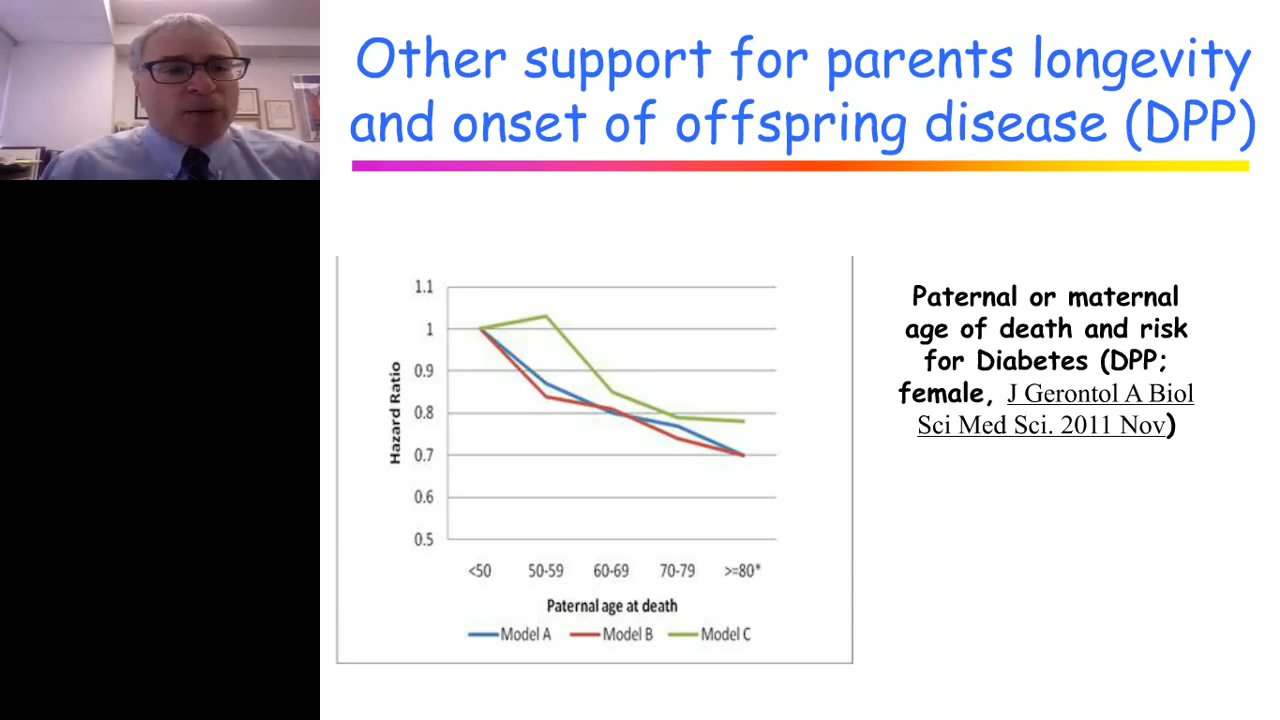 Other support for parents longevity
and onset of offspring disease (DPP)
1.1
1
0.9
0.8
0.7
0.6
0.5
Hazard Ratio
<50 50-59 60-69 70-79 >=80*
Paternal age at death
Model A Model B Model C
Paternal or maternal
age of death and risk
for Diabetes (DPP;
female, J Gerontol A Biol
Sci Med Sci. 2011 Nov)